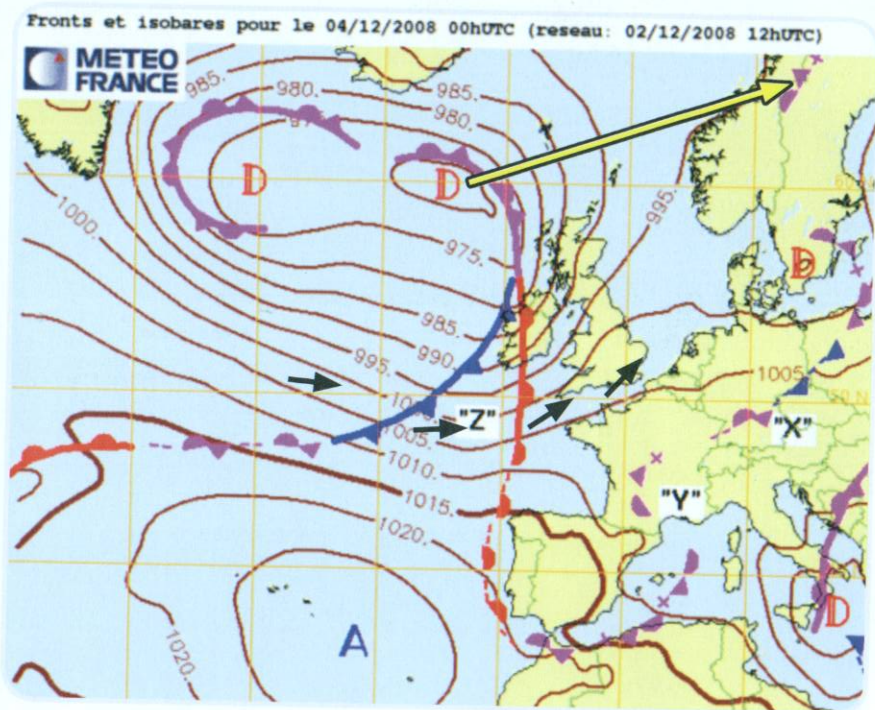 Fronts et isobares pour le 04/12/2008 00hUTC (reseau: 02/12/2008 12hUTC)
METEO
FRANCE
985.
980.
985.
980.
D
D
1000.
975.
995.
D
985.
990.
995.
1005
"Z"
1005.
"X"
1010.
1015.
"Y"
1020.
A
1020.
D